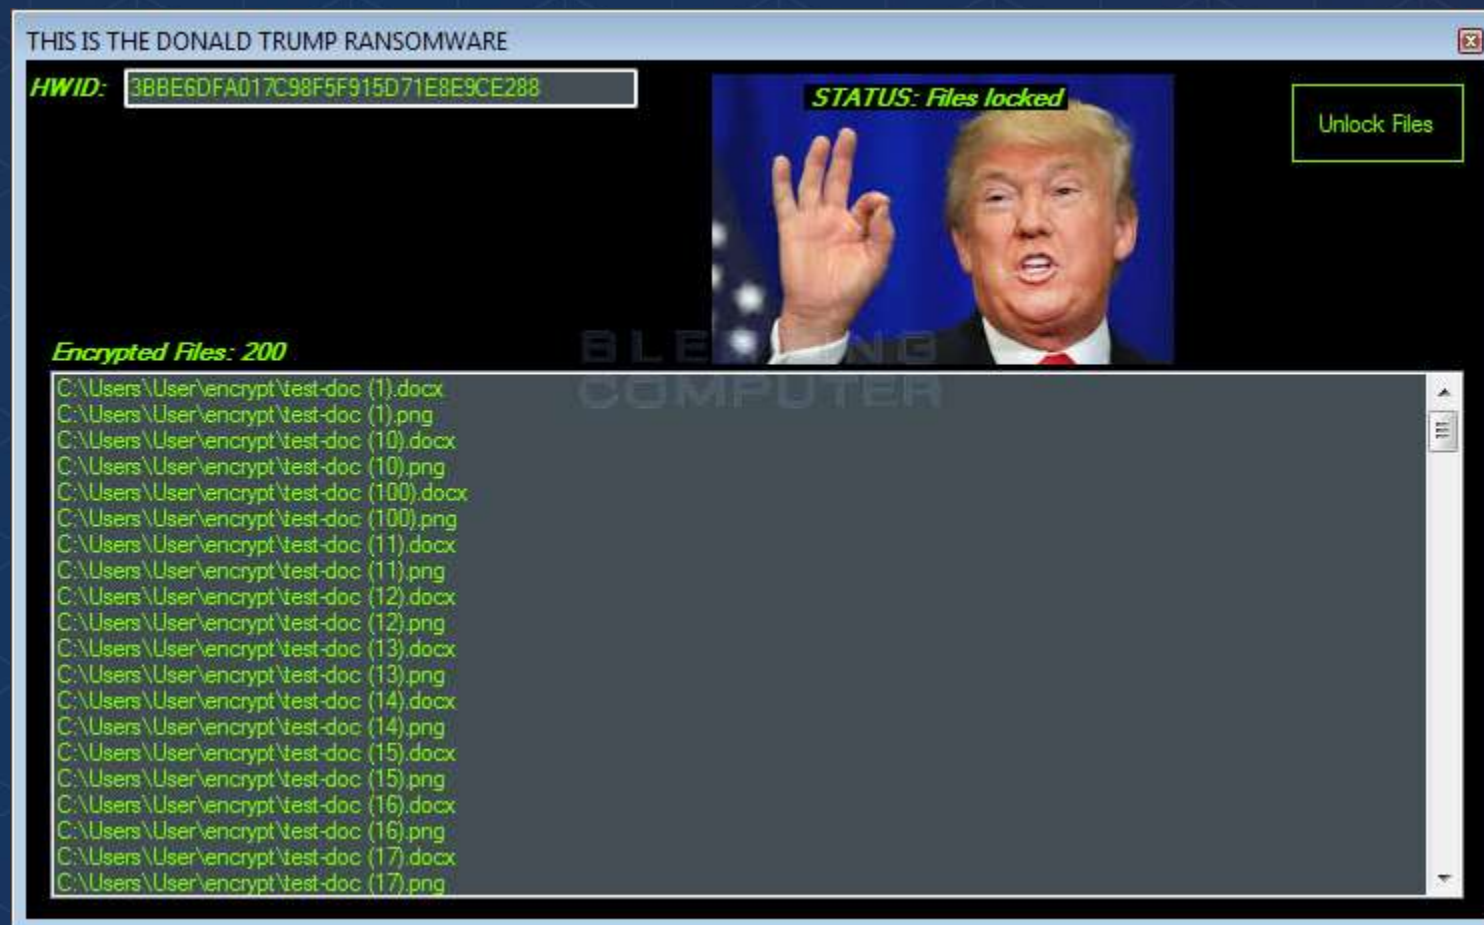 THIS IS THE DONALD TRUMP RANSOMWARE
HWID: 3BBE6DFA017C98F5F915D71E8E9CE288
STATUS: Files locked
Unlock Files
Encrypted Files: 200
BLEEPING
COMPUTER
C:\Users\User\encrypt\test-doc (1).docx
C:\Users\User\encrypt\test-doc (1).png
C:\Users\User\encrypt\test-doc (10).docx
C:\Users\User\encrypt\test-doc (10).png
C:\Users\User\encrypt\test-doc (100).docx
C:\Users\User\encrypt\test-doc (100).png
C:\Users\User\encrypt\test-doc (11).docx
C:\Users\User\encrypt\test-doc (11).png
C:\Users\User\encrypt\test-doc (12).docx
C:\Users\User\encrypt\test-doc (12).png
C:\Users\User\encrypt\test-doc (13).docx
C:\Users\User\encrypt\test-doc (13).png
C:\Users\User\encrypt\test-doc (14).docx
C:\Users\User\encrypt\test-doc (14).png
C:\Users\User\encrypt\test-doc (15).docx
C:\Users\User\encrypt\test-doc (15).png
C:\Users\User\encrypt\test-doc (16).docx
C:\Users\User\encrypt\test-doc (16).png
C:\Users\User\encrypt\test-doc (17).docx
C:\Users\User\encrypt\test-doc (17).png